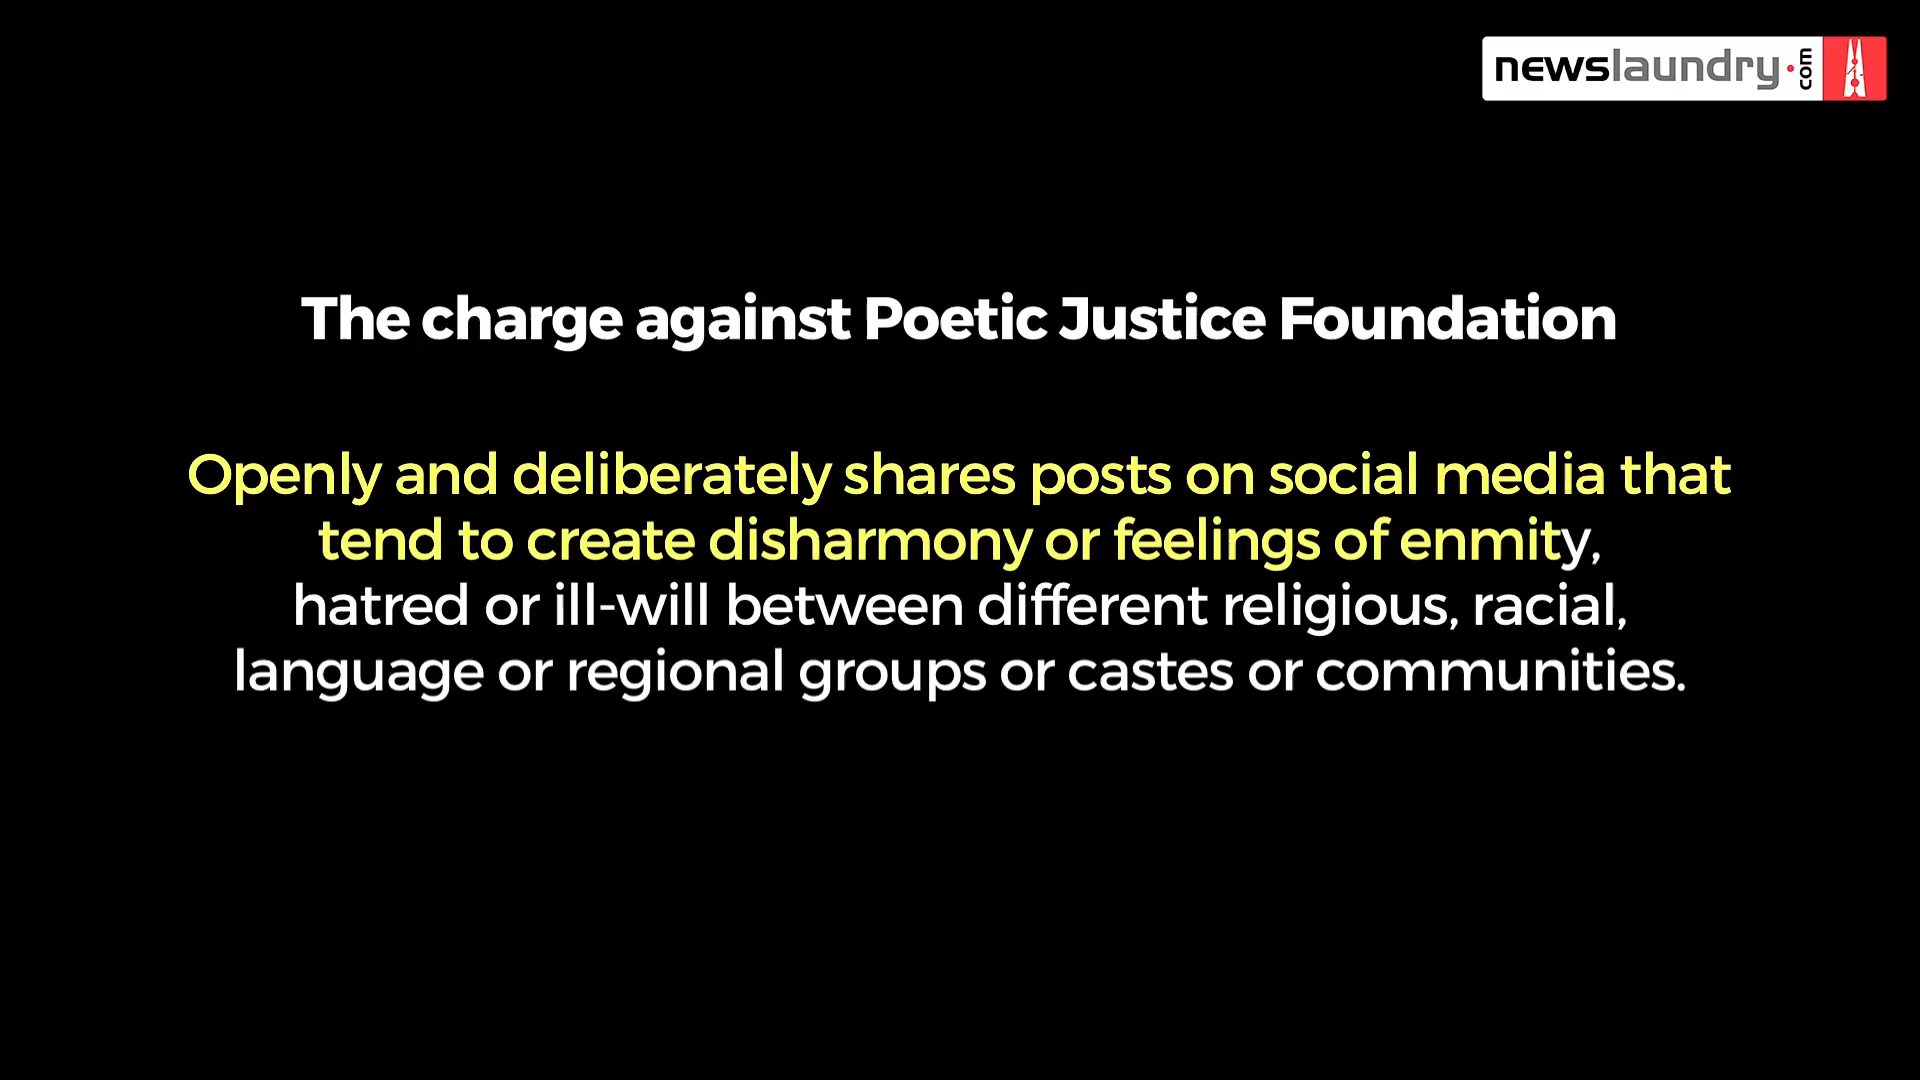 newslaundry.com
The charge against Poetic Justice Foundation
Openly and deliberately shares posts on social media that
tend to create disharmony or feelings of enmity,
hatred or ill-will between different religious, racial,
language or regional groups or castes or communities.